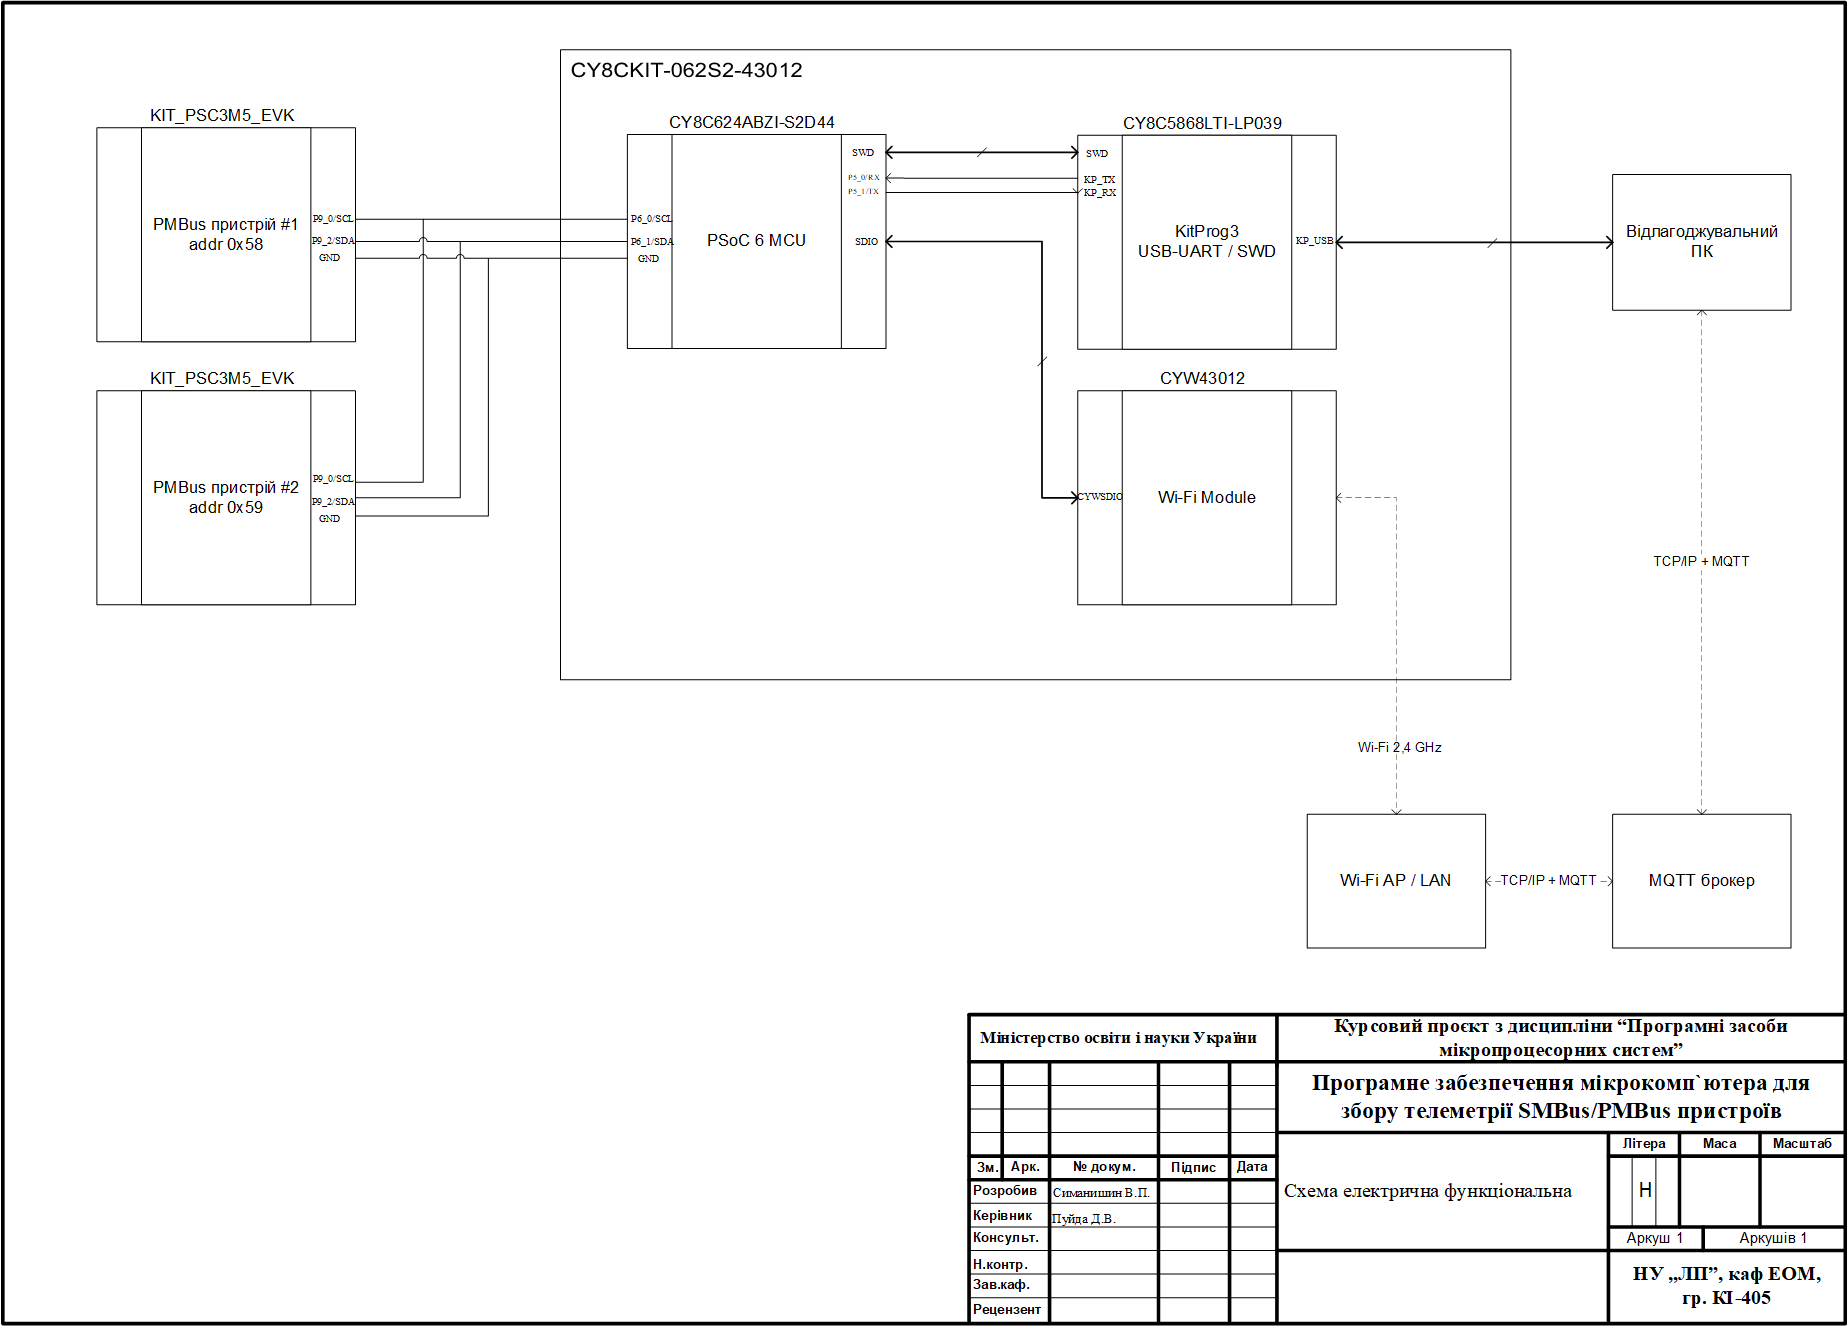 CY8CKIT-062S2-43012
KIT_PSC3M5_EVK
PMBus пристрій #1
addr 0x58
P9_0/SCL
P9_2/SDA
GND
KIT_PSC3M5_EVK
PMBus пристрій #2
addr 0x59
P9_0/SCL
P9_2/SDA
GND
CY8C624ABZI-S2D44
P6_0/SCL
P6_1/SDA
GND
PSoC 6 MCU
SWD
P5_0/RX
P5_1/TX
SDIO
CY8C5868LTI-LP039
SWD
KP_TX
KP_RX
KitProg3
USB-UART / SWD
KP_USB
CYW43012
CYWSDIO
Wi-Fi Module
Відлагоджувальний
ПК
TCP/IP + MQTT
Wi-Fi 2,4 GHz
Wi-Fi AP / LAN
TCP/IP + MQTT
MQTT брокер
Міністерство освіти і науки України
Курсовий проєкт з дисципліни “Програмні засоби
мікропроцесорних систем”
Програмне забезпечення мікрокомп`ютера для
збору телеметрії SMBus/PMBus пристроїв
Зм. Арк. № докум. Підпис Дата
Розробив Симанишин В.П.
Керівник Пуйда Д.В.
Консульт.
Н.контр.
Зав.каф.
Рецензент
Схема електрична функціональна
Літера Маса Масштаб
Н
Аркуш 1 Аркушів 1
НУ „ЛП”, каф ЕОМ,
гр. КІ-405